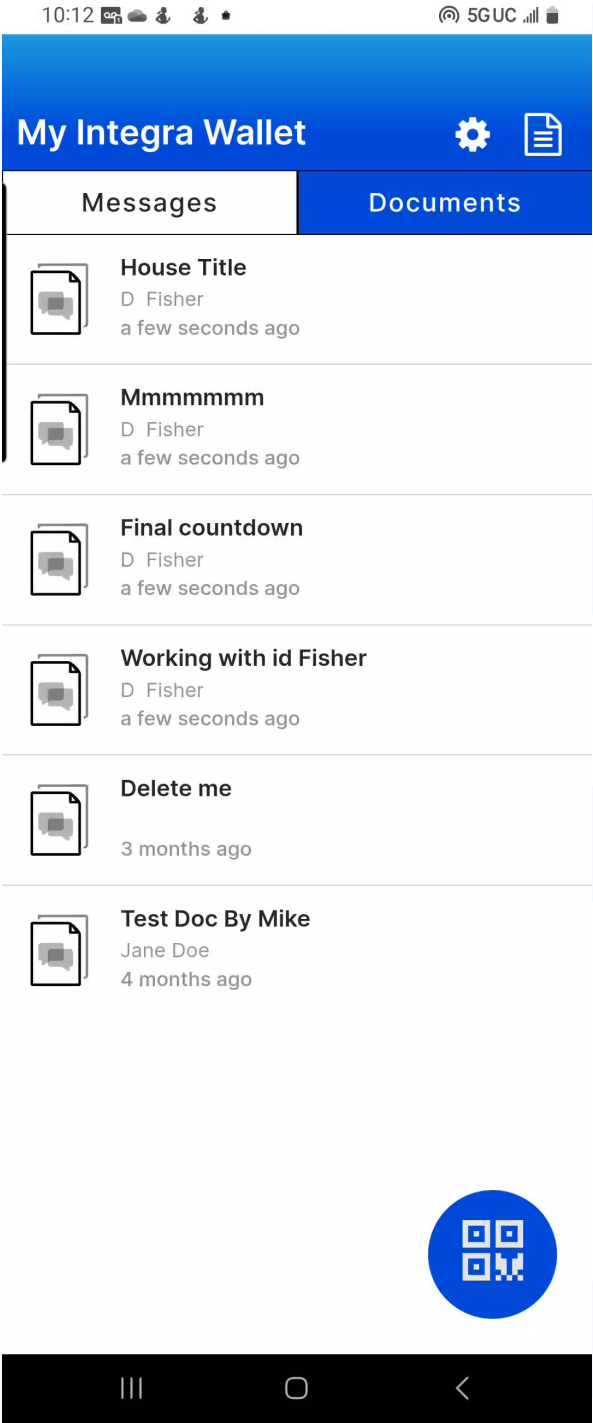 10:12
5GUC
My Integra Wallet
Messages
Documents
House Title
D  Fisher
a few seconds ago
Mmmmmmm
D  Fisher
a few seconds ago
Final countdown
D  Fisher
a few seconds ago
Working with id Fisher
D  Fisher
a few seconds ago
Delete me
3 months ago
Test Doc By Mike
Jane Doe
4 months ago